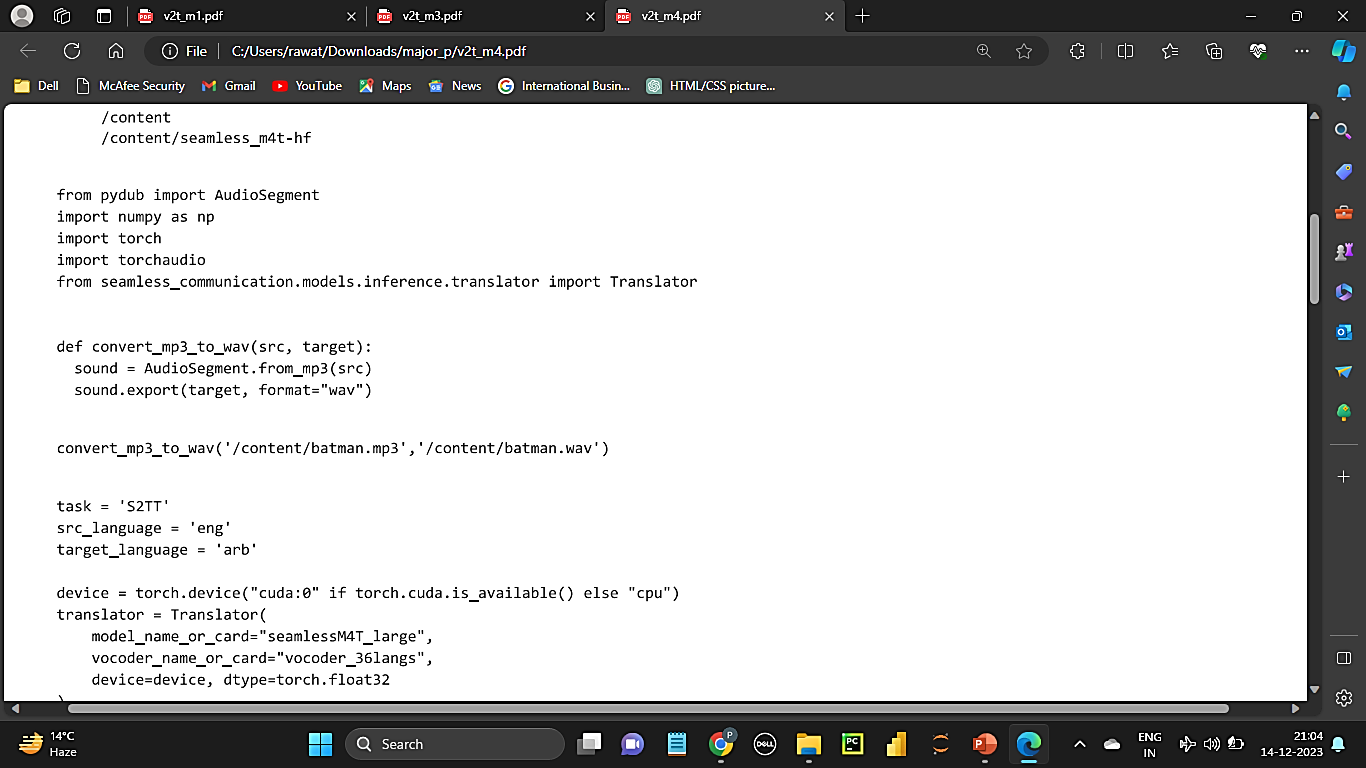 v2t_m1.pdf
v2t_m3.pdf
v2t_m4.pdf
File
C:/Users/rawat/Downloads/major_p/v2t_m4.pdf
Dell
McAfee Security
Gmail
YouTube
Maps
News
International Busin...
HTML/CSS picture...
/content
/content/seamless_m4t-hf
from pydub import AudioSegment
import numpy as np
import torch
import torchaudio
from seamless_communication.models.inference.translator import Translator
def convert_mp3_to_wav(src, target):
  sound = AudioSegment.from_mp3(src)
  sound.export(target, format="wav")
convert_mp3_to_wav('/content/batman.mp3','/content/batman.wav')
task = 'S2TT'
src_language = 'eng'
target_language = 'arb'
device = torch.device("cuda:0" if torch.cuda.is_available() else "cpu")
translator = Translator(
    model_name_or_card="seamlessM4T_large",
    vocoder_name_or_card="vocoder_36langs",
    device=device, dtype=torch.float32
14°C
Haze
Search
P
DELL
PC
P
ENG
IN
21:04
14-12-2023